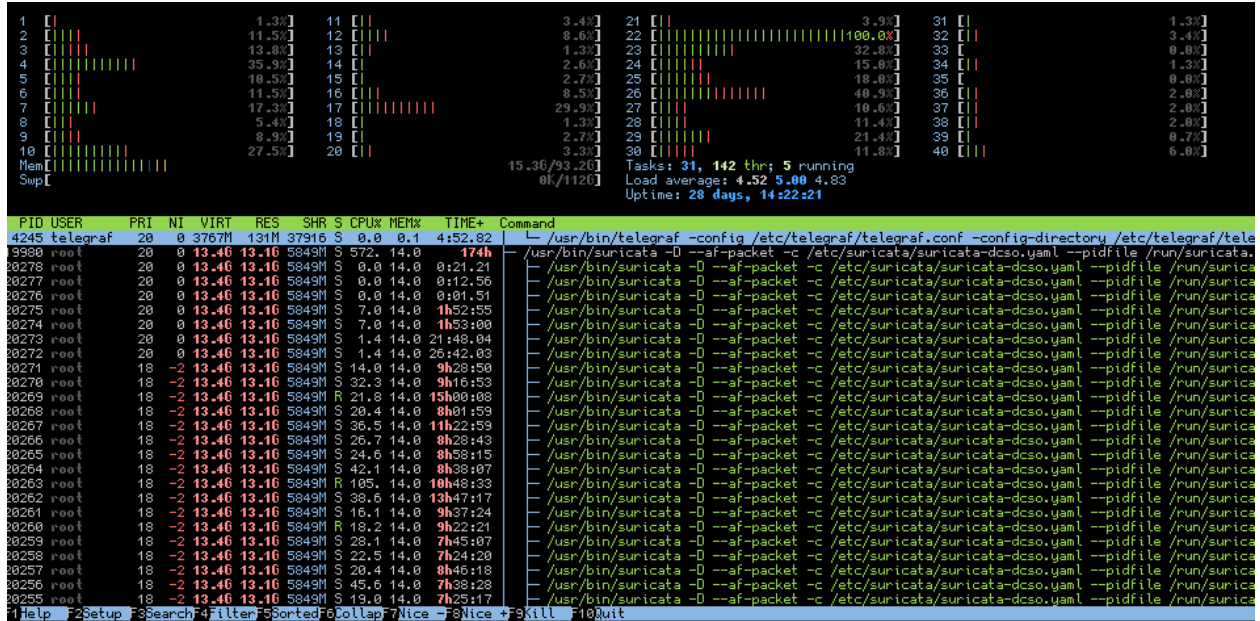 1 [| 1.3%] 11 [|| 3.4%] 21 [|| 3.9%] 31 [| 1.3%]
2 [|||| 11.5%] 12 [|||| 8.6%] 22 [||||||||||||||||||||||||100.0%] 32 [|| 3.4%]
3 [||||| 13.8%] 13 [|| 1.3%] 23 [|||||||||| 32.8%] 33 [ 0.0%]
4 [||||||||||| 35.9%] 14 [| 2.6%] 24 [|||||| 15.0%] 34 [|| 1.3%]
5 [|||| 10.5%] 15 [| 2.7%] 25 [||||||| 18.0%] 35 [ 0.0%]
6 [|||| 11.5%] 16 [||| 8.5%] 26 [|||||||||||||| 40.9%] 36 [|| 2.0%]
7 [|||||| 17.3%] 17 [|||||||||| 29.9%] 27 [|||| 10.6%] 37 [|| 2.0%]
8 [||| 5.4%] 18 [| 1.3%] 28 [|||| 11.4%] 38 [|| 2.0%]
9 [|||| 8.9%] 19 [| 2.7%] 29 [||||||| 21.4%] 39 [| 0.7%]
10 [|||||||||| 27.5%] 20 [|| 3.3%] 30 [||||| 11.8%] 40 [||| 6.0%]
Mem[||||||||||||||| 15.3G/93.2G] Tasks: 31, 142 thr; 5 running
Swp[ 0K/112G] Load average: 4.52 5.00 4.83
Uptime: 28 days, 14:22:21
PID USER PRI NI VIRT RES SHR S CPU% MEM% TIME+ Command
4245 telegraf 20 0 3767M 131M 37916 S 0.0 0.1 4:52.82 /usr/bin/telegraf -config /etc/telegraf/telegraf.conf -config-directory /etc/telegraf/tele
19980 root 20 0 13.4G 13.1G 5849M S 572. 14.0 174h /usr/bin/suricata -D --af-packet -c /etc/suricata/suricata-dcso.yaml --pidfile /run/suricata.
20278 root 20 0 13.4G 13.1G 5849M S 0.0 14.0 0:21.21 /usr/bin/suricata -D --af-packet -c /etc/suricata/suricata-dcso.yaml --pidfile /run/surica
20277 root 20 0 13.4G 13.1G 5849M S 0.0 14.0 0:12.56 /usr/bin/suricata -D --af-packet -c /etc/suricata/suricata-dcso.yaml --pidfile /run/surica
20276 root 20 0 13.4G 13.1G 5849M S 0.0 14.0 0:01.51 /usr/bin/suricata -D --af-packet -c /etc/suricata/suricata-dcso.yaml --pidfile /run/surica
20275 root 20 0 13.4G 13.1G 5849M S 7.0 14.0 1h52:55 /usr/bin/suricata -D --af-packet -c /etc/suricata/suricata-dcso.yaml --pidfile /run/surica
20274 root 20 0 13.4G 13.1G 5849M S 7.0 14.0 1h53:00 /usr/bin/suricata -D --af-packet -c /etc/suricata/suricata-dcso.yaml --pidfile /run/surica
20273 root 20 0 13.4G 13.1G 5849M S 1.4 14.0 21:48.04 /usr/bin/suricata -D --af-packet -c /etc/suricata/suricata-dcso.yaml --pidfile /run/surica
20272 root 20 0 13.4G 13.1G 5849M S 1.4 14.0 26:42.03 /usr/bin/suricata -D --af-packet -c /etc/suricata/suricata-dcso.yaml --pidfile /run/surica
20271 root 18 -2 13.4G 13.1G 5849M S 14.0 14.0 9h28:50 /usr/bin/suricata -D --af-packet -c /etc/suricata/suricata-dcso.yaml --pidfile /run/surica
20270 root 18 -2 13.4G 13.1G 5849M S 32.3 14.0 9h16:53 /usr/bin/suricata -D --af-packet -c /etc/suricata/suricata-dcso.yaml --pidfile /run/surica
20269 root 18 -2 13.4G 13.1G 5849M R 21.8 14.0 15h00:08 /usr/bin/suricata -D --af-packet -c /etc/suricata/suricata-dcso.yaml --pidfile /run/surica
20268 root 18 -2 13.4G 13.1G 5849M S 20.4 14.0 8h01:59 /usr/bin/suricata -D --af-packet -c /etc/suricata/suricata-dcso.yaml --pidfile /run/surica
20267 root 18 -2 13.4G 13.1G 5849M S 36.5 14.0 11h22:59 /usr/bin/suricata -D --af-packet -c /etc/suricata/suricata-dcso.yaml --pidfile /run/surica
20266 root 18 -2 13.4G 13.1G 5849M S 26.7 14.0 8h28:43 /usr/bin/suricata -D --af-packet -c /etc/suricata/suricata-dcso.yaml --pidfile /run/surica
20265 root 18 -2 13.4G 13.1G 5849M S 24.6 14.0 8h58:15 /usr/bin/suricata -D --af-packet -c /etc/suricata/suricata-dcso.yaml --pidfile /run/surica
20264 root 18 -2 13.4G 13.1G 5849M S 42.1 14.0 8h38:07 /usr/bin/suricata -D --af-packet -c /etc/suricata/suricata-dcso.yaml --pidfile /run/surica
20263 root 18 -2 13.4G 13.1G 5849M R 105. 14.0 10h48:33 /usr/bin/suricata -D --af-packet -c /etc/suricata/suricata-dcso.yaml --pidfile /run/surica
20262 root 18 -2 13.4G 13.1G 5849M S 38.6 14.0 13h47:17 /usr/bin/suricata -D --af-packet -c /etc/suricata/suricata-dcso.yaml --pidfile /run/surica
20261 root 18 -2 13.4G 13.1G 5849M S 16.1 14.0 9h37:24 /usr/bin/suricata -D --af-packet -c /etc/suricata/suricata-dcso.yaml --pidfile /run/surica
20260 root 18 -2 13.4G 13.1G 5849M R 18.2 14.0 9h22:21 /usr/bin/suricata -D --af-packet -c /etc/suricata/suricata-dcso.yaml --pidfile /run/surica
20259 root 18 -2 13.4G 13.1G 5849M S 28.1 14.0 7h45:07 /usr/bin/suricata -D --af-packet -c /etc/suricata/suricata-dcso.yaml --pidfile /run/surica
20258 root 18 -2 13.4G 13.1G 5849M S 22.5 14.0 7h24:20 /usr/bin/suricata -D --af-packet -c /etc/suricata/suricata-dcso.yaml --pidfile /run/surica
20257 root 18 -2 13.4G 13.1G 5849M S 20.4 14.0 8h46:18 /usr/bin/suricata -D --af-packet -c /etc/suricata/suricata-dcso.yaml --pidfile /run/surica
20256 root 18 -2 13.4G 13.1G 5849M S 45.6 14.0 7h38:28 /usr/bin/suricata -D --af-packet -c /etc/suricata/suricata-dcso.yaml --pidfile /run/surica
20255 root 18 -2 13.4G 13.1G 5849M S 19.0 14.0 7h25:17 /usr/bin/suricata -D --af-packet -c /etc/suricata/suricata-dcso.yaml --pidfile /run/surica
F1Help F2Setup F3SearchF4FilterF5SortedF6CollapF7Nice -F8Nice +F9Kill F10Quit